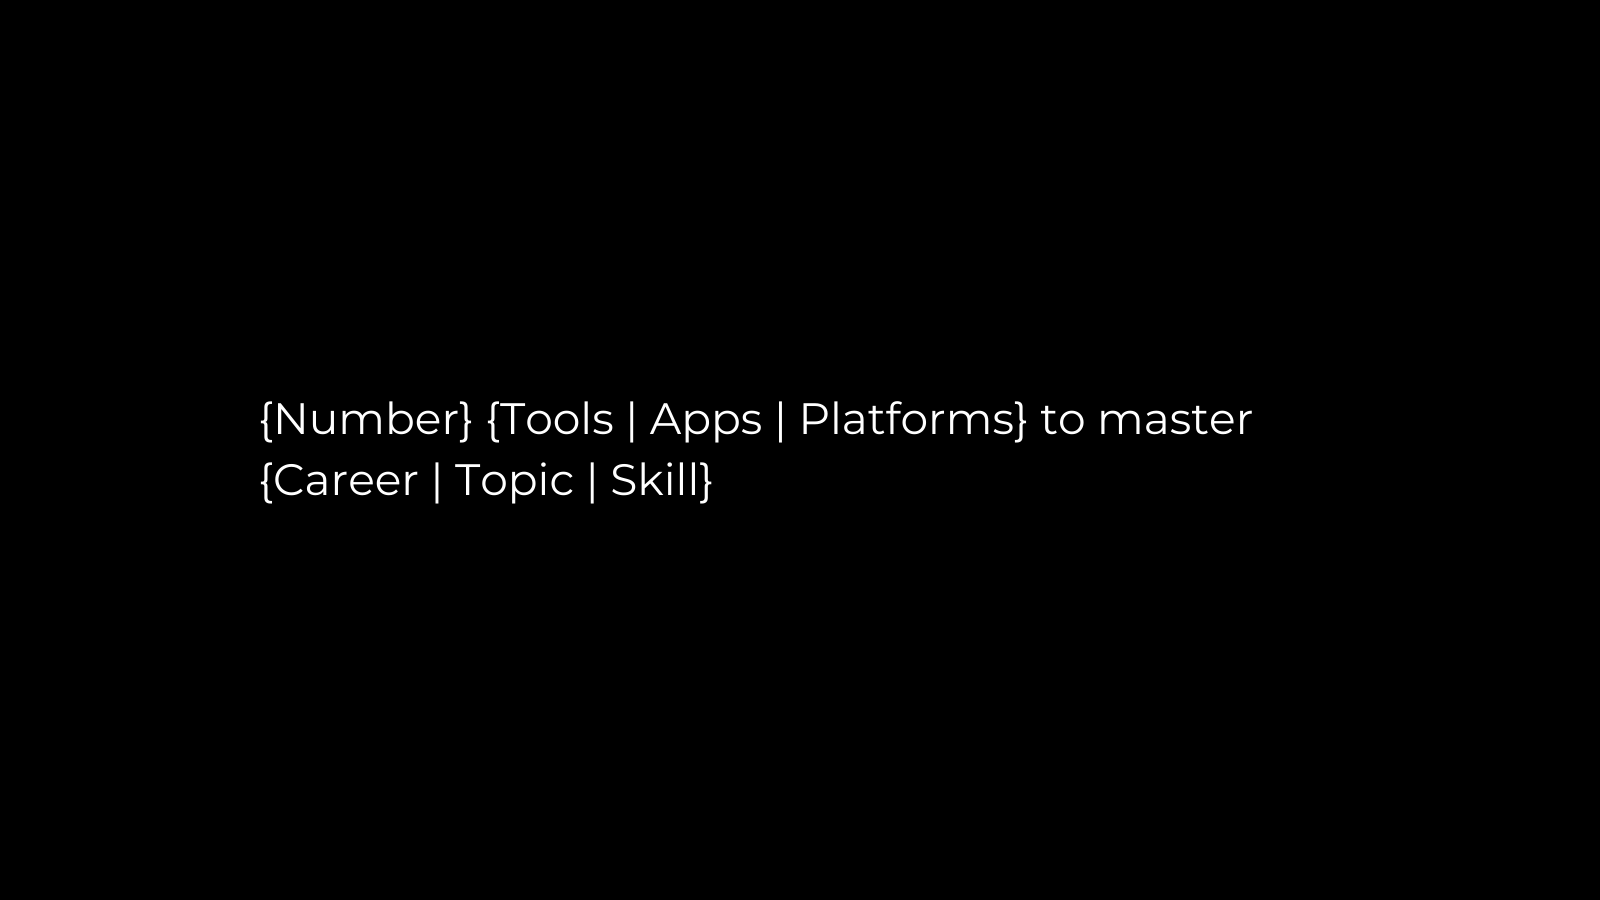 {Number} {Tools | Apps | Platforms} to master
{Career | Topic | Skill}